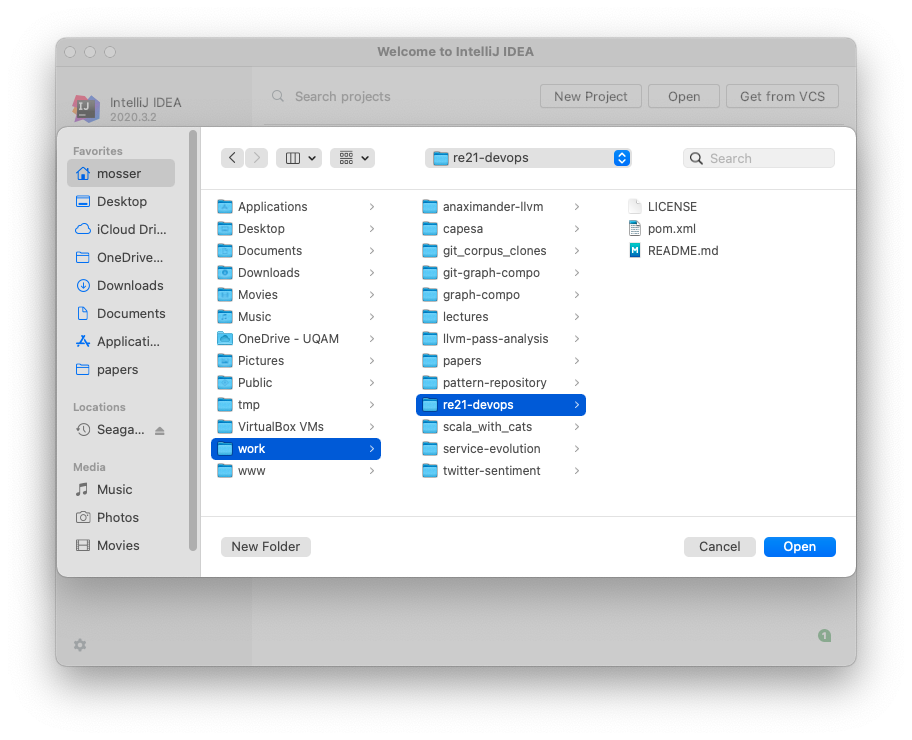 Welcome to IntelliJ IDEA
IJ
IntelliJ IDEA
2020.3.2
Search projects
New Project
Open
Get from VCS
Favorites
mosser
Desktop
iCloud Dri...
OneDrive...
Downloads
Documents
Applicati...
papers
Locations
Seaga...
Media
Music
Photos
Movies
re21-devops
Search
Applications
Desktop
Documents
Downloads
Movies
Music
OneDrive - UQAM
Pictures
Public
tmp
VirtualBox VMs
work
www
anaximander-llvm
capesa
git_corpus_clones
git-graph-compo
graph-compo
lectures
llvm-pass-analysis
papers
pattern-repository
re21-devops
scala_with_cats
service-evolution
twitter-sentiment
LICENSE
pom.xml
M
README.md
New Folder
Cancel
Open
1